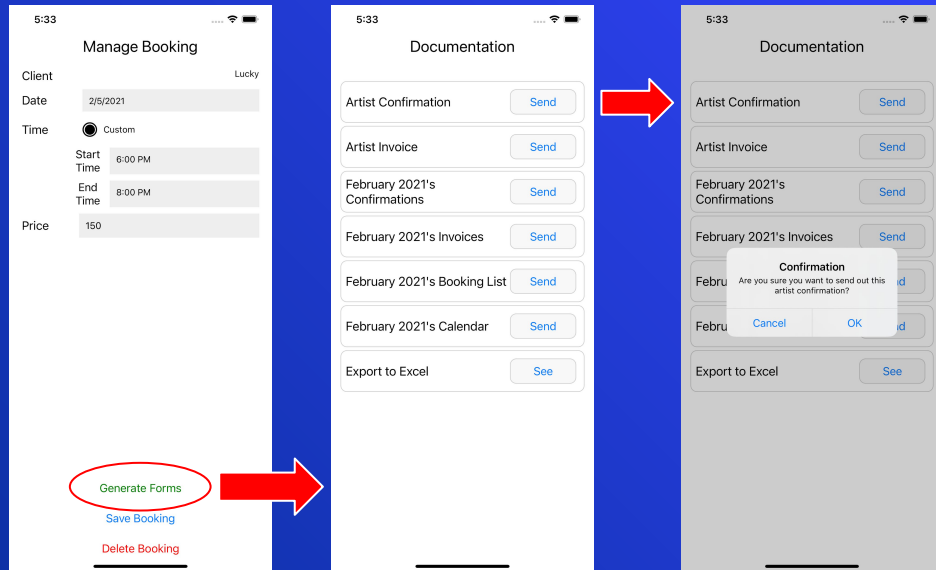 5:33
Manage Booking
Client
Lucky
Date
2/5/2021
Time
Custom
Start
Time
6:00 PM
End
Time
8:00 PM
Price
150
Generate Forms
Save Booking
Delete Booking
5:33
Documentation
Artist Confirmation
Send
Artist Invoice
Send
February 2021's
Confirmations
Send
February 2021's Invoices
Send
February 2021's Booking List
Send
February 2021's Calendar
Send
Export to Excel
See
5:33
Documentation
Artist Confirmation
Send
Artist Invoice
Send
February 2021's
Confirmations
Send
February 2021's Invoices
Send
Febru
d
Confirmation
Are you sure you want to send out this
artist confirmation?
Cancel
OK
Febru
d
Export to Excel
See